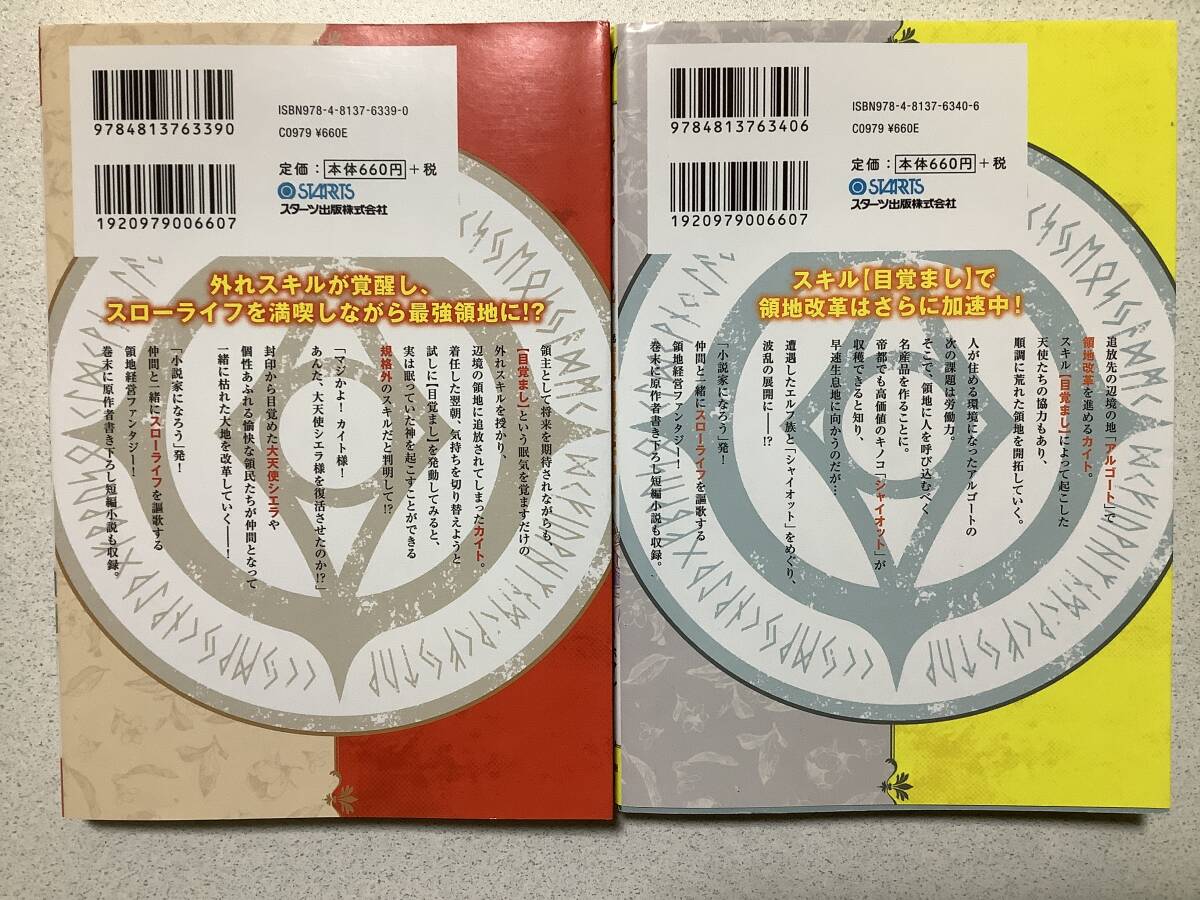 9784813763390
ISBN978-4-8137-6339-0
C0979 ¥660E
1920979006607
定価：本体660円＋税
STARTS
スターツ出版株式会社
外れスキルが覚醒し、
スローライフを満喫しながら最強領地に!?
領主として将来を期待されながらも、
【目覚まし】という眠気を覚ますだけの
外れスキルを授かり、
辺境の領地に追放されてしまったカイト。
着任した翌朝、気持ちを切り替えようと
試しに【目覚まし】を発動してみると、
実は眠っていた神を起こすことができる
規格外のスキルだと判明して!?
「マジかよ！カイト様！
あんた、大天使シエラ様を復活させたのか!?」
封印から目覚めた大天使シエラや
個性あふれる愉快な領民たちが仲間となって
一緒に枯れた大地を改革していく――！
「小説家になろう」発！
仲間と一緒にスローライフを謳歌する
領地経営ファンタジー！
巻末に原作者書き下ろし短編小説も収録。
9784813763406
ISBN978-4-8137-6340-6
C0979 ¥660E
1920979006607
定価：本体660円＋税
STARTS
スターツ出版株式会社
スキル【目覚まし】で
領地改革はさらに加速中！
追放先の辺境の地「アルゴート」で
領地改革を進めるカイト。
スキル【目覚まし】によって起こした
天使たちの協力もあり、
順調に荒れた領地を開拓していく。
人が住める環境になったアルゴートの
次の課題は労働力。
そこで、領地に人を呼び込むべく
名産品を作ることに。
帝都でも高価値のキノコ「シャイオット」が
収穫できると知り、
早速生息地に向かうのだが…
遭遇したエルフ族と「シャイオット」をめぐり、
波乱の展開に――!?
「小説家になろう」発！
仲間と一緒にスローライフを謳歌する
領地経営ファンタジー！
巻末に原作者書き下ろし短編小説も収録。